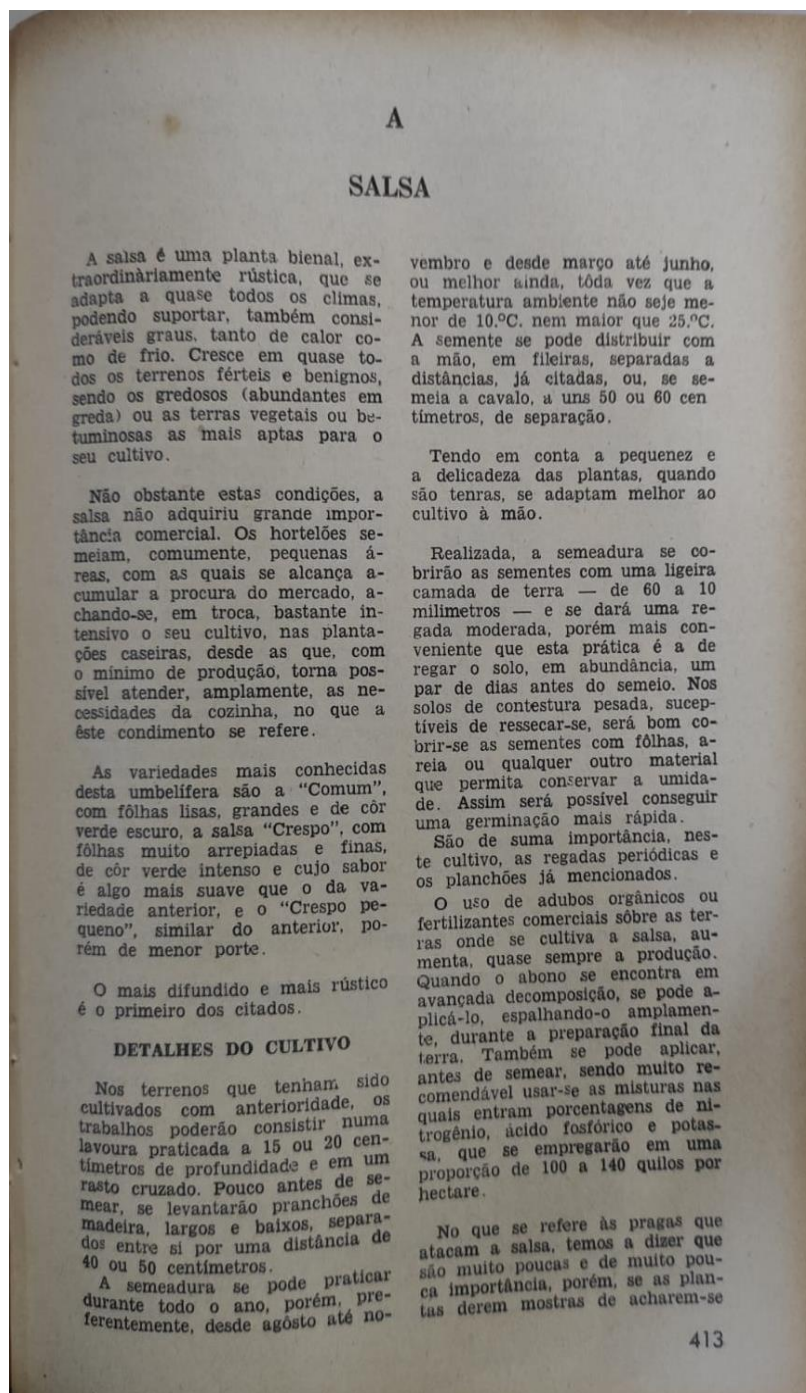 A
SALSA
A salsa é uma planta bienal, ex-
traordinàriamente rústica, que se
adapta a quase todos os climas,
podendo suportar, também consi-
deráveis graus. tanto de calor co-
mo de frio. Cresce em quase to-
dos os terrenos férteis e benignos,
sendo os gredosos (abundantes em
greda) ou as terras vegetais ou be-
tuminosas as mais aptas para o
seu cultivo.
Não obstante estas condições, a
salsa não adquiriu grande impor-
tância comercial. Os hortelões se-
meiam, comumente, pequenas á-
reas, com as quais se alcança a-
cumular a procura do mercado, a-
chando-se, em troca, bastante in-
tensivo o seu cultivo, nas planta-
ções caseiras, desde as que, com
o mínimo de produção, torna pos-
sível atender, amplamente, as ne-
cessidades da cozinha, no que a
êste condimento se refere.
As variedades mais conhecidas
desta umbelífera são a “Comum”,
com fôlhas lisas, grandes e de côr
verde escuro, a salsa “Crespo”, com
fôlhas muito arrepiadas e finas,
de côr verde intenso e cujo sabor
é algo mais suave que o da va-
riedade anterior, e o “Crespo pe-
queno”, similar do anterior, po-
rém de menor porte.
O mais difundido e mais rústico
é o primeiro dos citados.
DETALHES DO CULTIVO
Nos terrenos que tenham sido
cultivados com anterioridade, os
trabalhos poderão consistir numa
lavoura praticada a 15 ou 20 cen-
tímetros de profundidade e em um
rasto cruzado. Pouco antes de se-
mear, se levantarão pranchões de
madeira, largos e baixos, separa-
dos entre si por uma distância de
40 ou 50 centímetros.
A semeadura se pode praticar
durante todo o ano, porém, pre-
ferentemente, desde agôsto até no-
vembro e desde março até junho,
ou melhor ainda, tôda vez que a
temperatura ambiente não seje me-
nor de 10.ºC. nem maior que 25.ºC.
A semente se pode distribuir com
a mão, em fileiras, separadas a
distâncias, já citadas, ou, se se-
meia a cavalo, a uns 50 ou 60 cen
tímetros, de separação.
Tendo em conta a pequenez e
a delicadeza das plantas, quando
são tenras, se adaptam melhor ao
cultivo à mão.
Realizada, a semeadura se co-
brirão as sementes com uma ligeira
camada de terra — de 60 a 10
milimetros — e se dará uma re-
gada moderada, porém mais con-
veniente que esta prática é a de
regar o solo, em abundância, um
par de dias antes do semeio. Nos
solos de contestura pesada, sucep-
tíveis de ressecar-se, será bom co-
brir-se as sementes com fôlhas, a-
reia ou qualquer outro material
que permita conservar a umida-
de. Assim será possível conseguir
uma germinação mais rápida.
São de suma importância, nes-
te cultivo, as regadas periódicas e
os planchões já mencionados.
O uso de adubos orgânicos ou
fertilizantes comerciais sôbre as ter-
ras onde se cultiva a salsa, au-
menta, quase sempre a produção.
Quando o abono se encontra em
avançada decomposição, se pode a-
plicá-lo, espalhando-o amplamen-
te, durante a preparação final da
terra. Também se pode aplicar,
antes de semear, sendo muito re-
comendável usar-se as misturas nas
quais entram porcentagens de ni-
trogênio, ácido fosfórico e potas-
sa, que se empregarão em uma
proporção de 100 a 140 quilos por
hectare.
No que se refere às pragas que
atacam a salsa, temos a dizer que
são muito poucas e de muito pou-
ca importância, porém, se as plan-
tas derem mostras de acharem-se
413